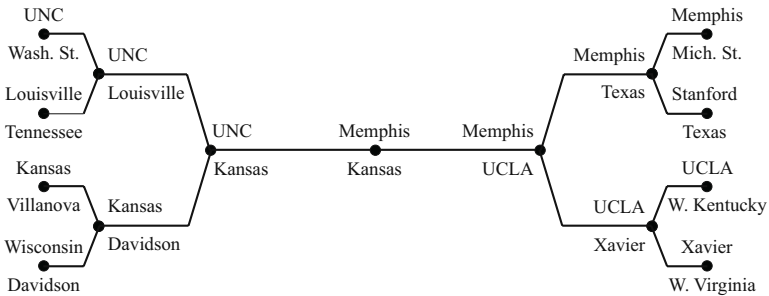 UNC
Wash. St.
Louisville
Tennessee
UNC
Louisville
Kansas
Villanova
Wisconsin
Davidson
Kansas
Davidson
UNC
Kansas
Memphis
Kansas
Memphis
UCLA
Memphis
Texas
Memphis
Mich. St.
Stanford
Texas
UCLA
Xavier
UCLA
W. Kentucky
Xavier
W. Virginia